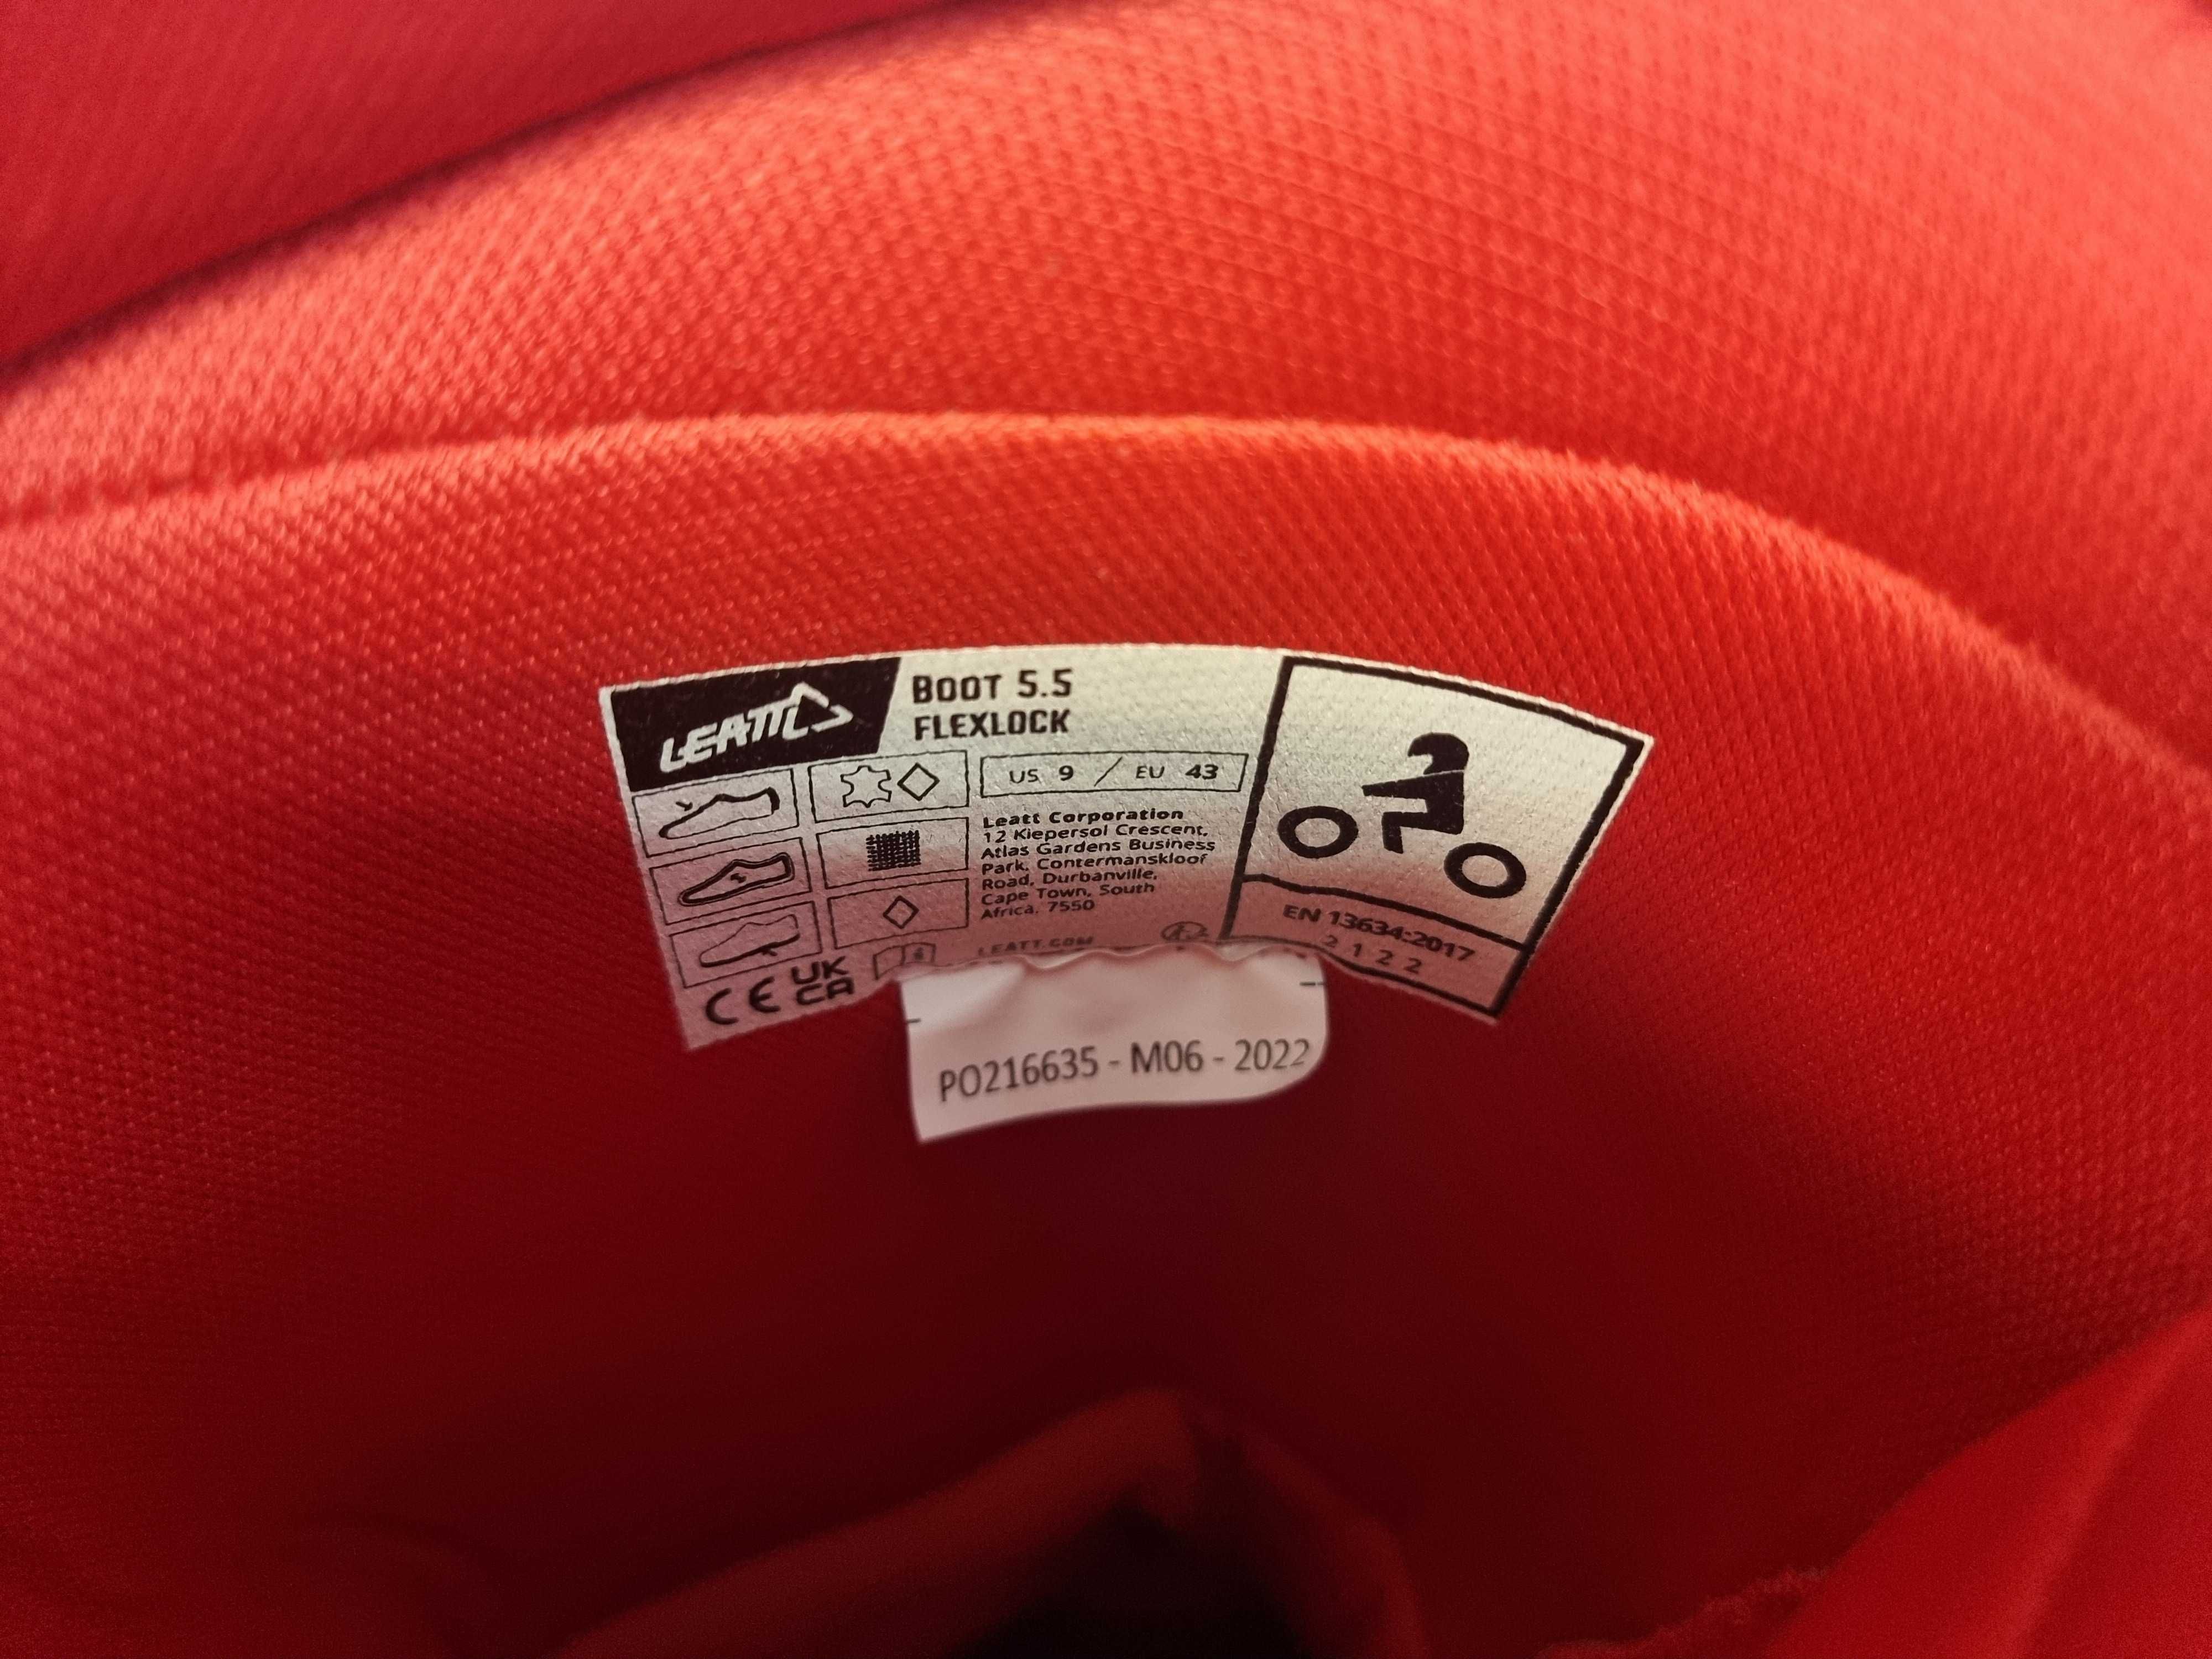 LEATT
BOOT 5.5
FLEXLOCK
US 9 / EU 43
Leatt Corporation
12 Kiepersol Crescent,
Atlas Gardens Business
Park, Contermanskloof
Road, Durbanville,
Cape Town, South
Africa, 7550
LEATT.COM
CE UK
CA
EN 13634:2017
2 1 2 2
PO216635 - M06 - 2022